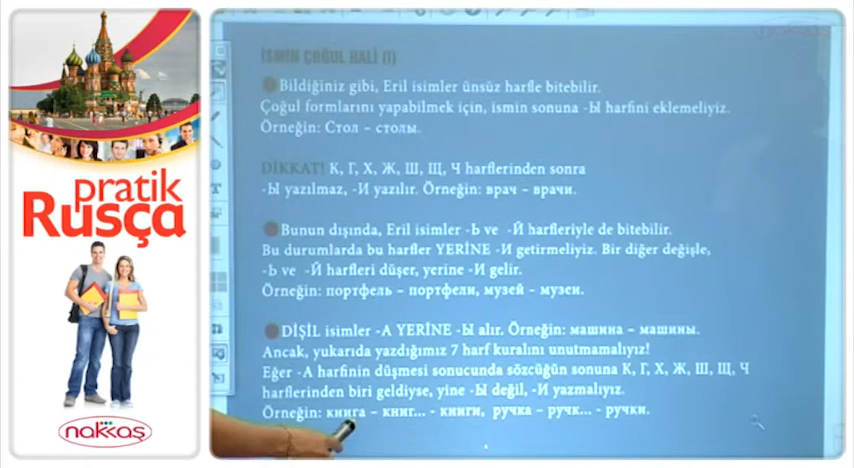 pratik
Rusça
nakkaş
nakkaş
İSMİN ÇOĞUL HALİ (I)
Bildiğiniz gibi, Eril isimler ünsüz harfle bitebilir.
Çoğul formlarını yapabilmek için, ismin sonuna -Ы harfini eklemeliyiz.
Örneğin: Стол – столы.
DİKKAT! К, Г, Х, Ж, Ш, Щ, Ч harflerinden sonra
-Ы yazılmaz, -И yazılır. Örneğin: врач – врачи.
Bunun dışında, Eril isimler -Ь ve -Й harfleriyle de bitebilir.
Bu durumlarda bu harfler YERİNE -И getirmeliyiz. Bir diğer değişle,
-Ь ve -Й harfleri düşer, yerine -И gelir.
Örneğin: портфель – портфели, музей – музеи.
DİŞİL isimler -А YERİNE -Ы alır. Örneğin: машина – машины.
Ancak, yukarıda yazdığımız 7 harf kuralını unutmamalıyız!
Eğer -А harfinin düşmesi sonucunda sözcüğün sonuna К, Г, Х, Ж, Ш, Щ, Ч
harflerinden biri geldiyse, yine -Ы değil, -И yazmalıyız.
Örneğin: книга – книг... - книги, ручка – ручк... - ручки.